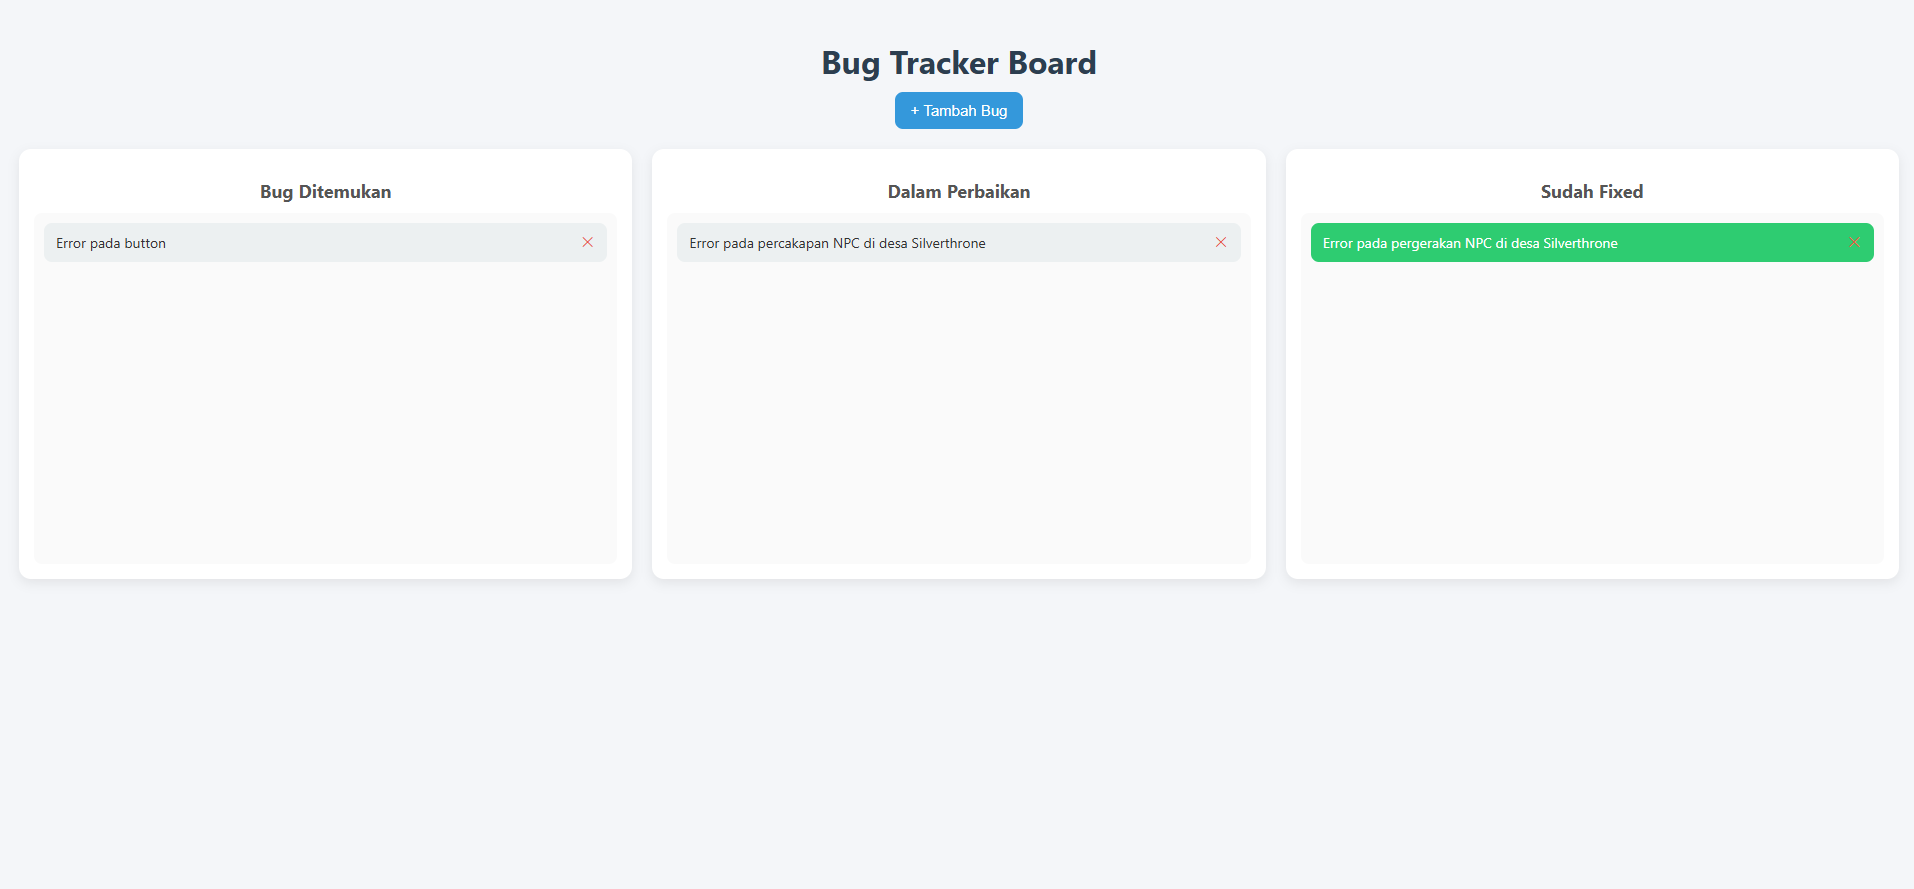 Bug Tracker Board
+ Tambah Bug
Bug Ditemukan
Error pada button
Dalam Perbaikan
Error pada percakapan NPC di desa Silverthrone
Sudah Fixed
Error pada pergerakan NPC di desa Silverthrone